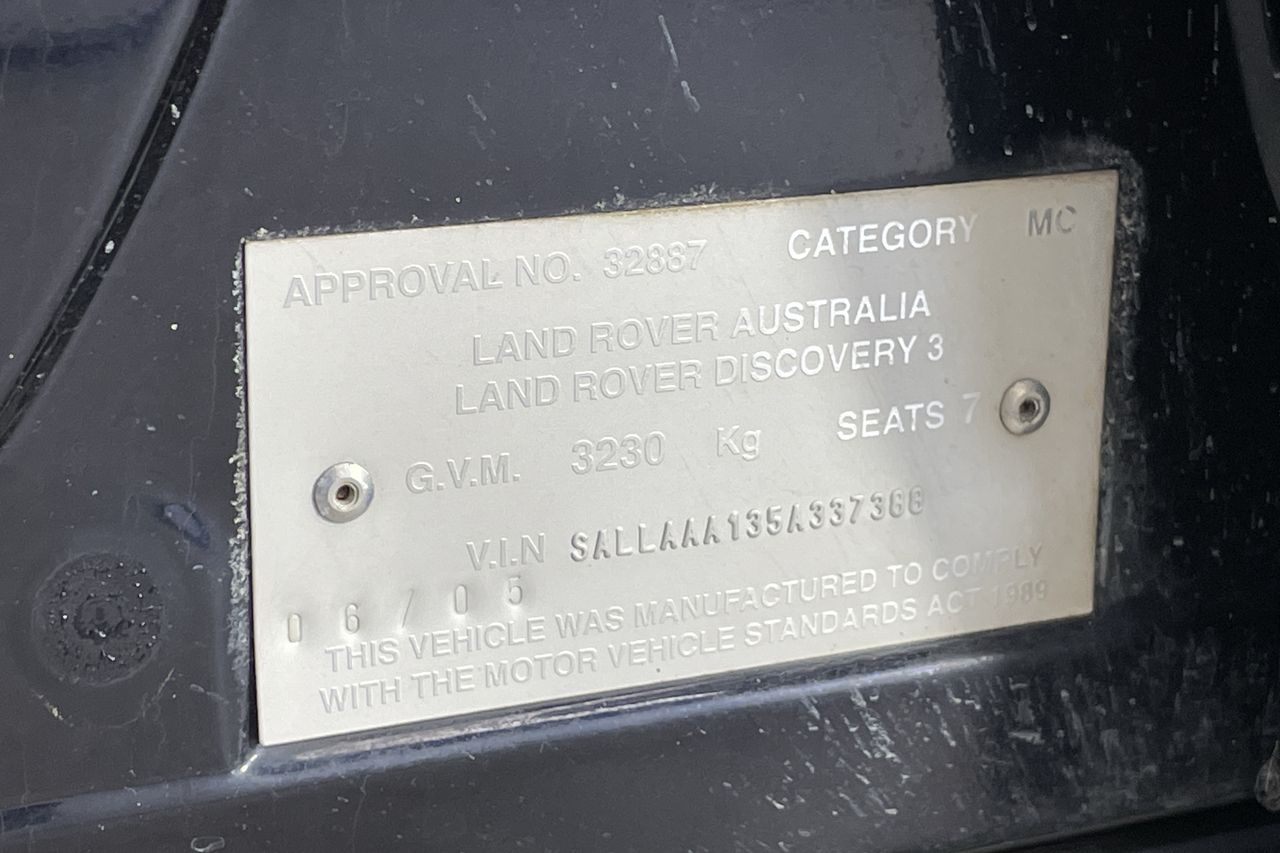 APPROVAL NO. 32887 CATEGORY MC
LAND ROVER AUSTRALIA
LAND ROVER DISCOVERY 3
G.V.M. 3230 Kg SEATS 7
V.I.N SALLAAA135A337388
06/05
THIS VEHICLE WAS MANUFACTURED TO COMPLY
WITH THE MOTOR VEHICLE STANDARDS ACT 1989